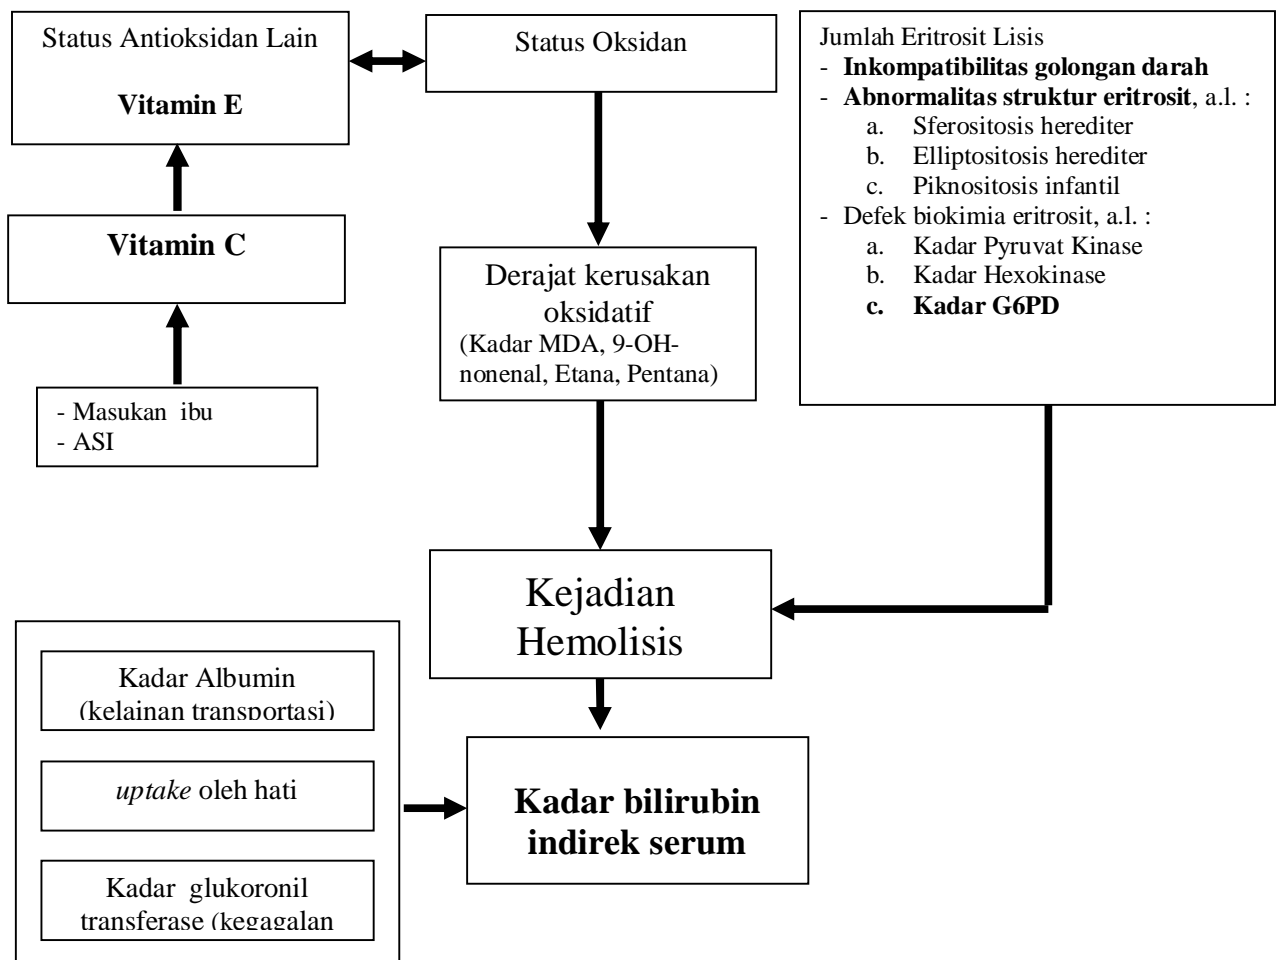 Status Antioksidan Lain
Vitamin E
Status Oksidan
Jumlah Eritrosit Lisis
- Inkompatibilitas golongan darah
- Abnormalitas struktur eritrosit, a.l. :
a. Sferositosis herediter
b. Elliptositosis herediter
c. Piknositosis infantil
- Defek biokimia eritrosit, a.l. :
a. Kadar Pyruvat Kinase
b. Kadar Hexokinase
c. Kadar G6PD
Vitamin C
Derajat kerusakan
oksidatif
(Kadar MDA, 9-OH-
nonenal, Etana, Pentana)
- Masukan ibu
- ASI
Kejadian
Hemolisis
Kadar Albumin
(kelainan transportasi)
uptake oleh hati
Kadar glukoronil
transferase (kegagalan
Kadar bilirubin
indirek serum